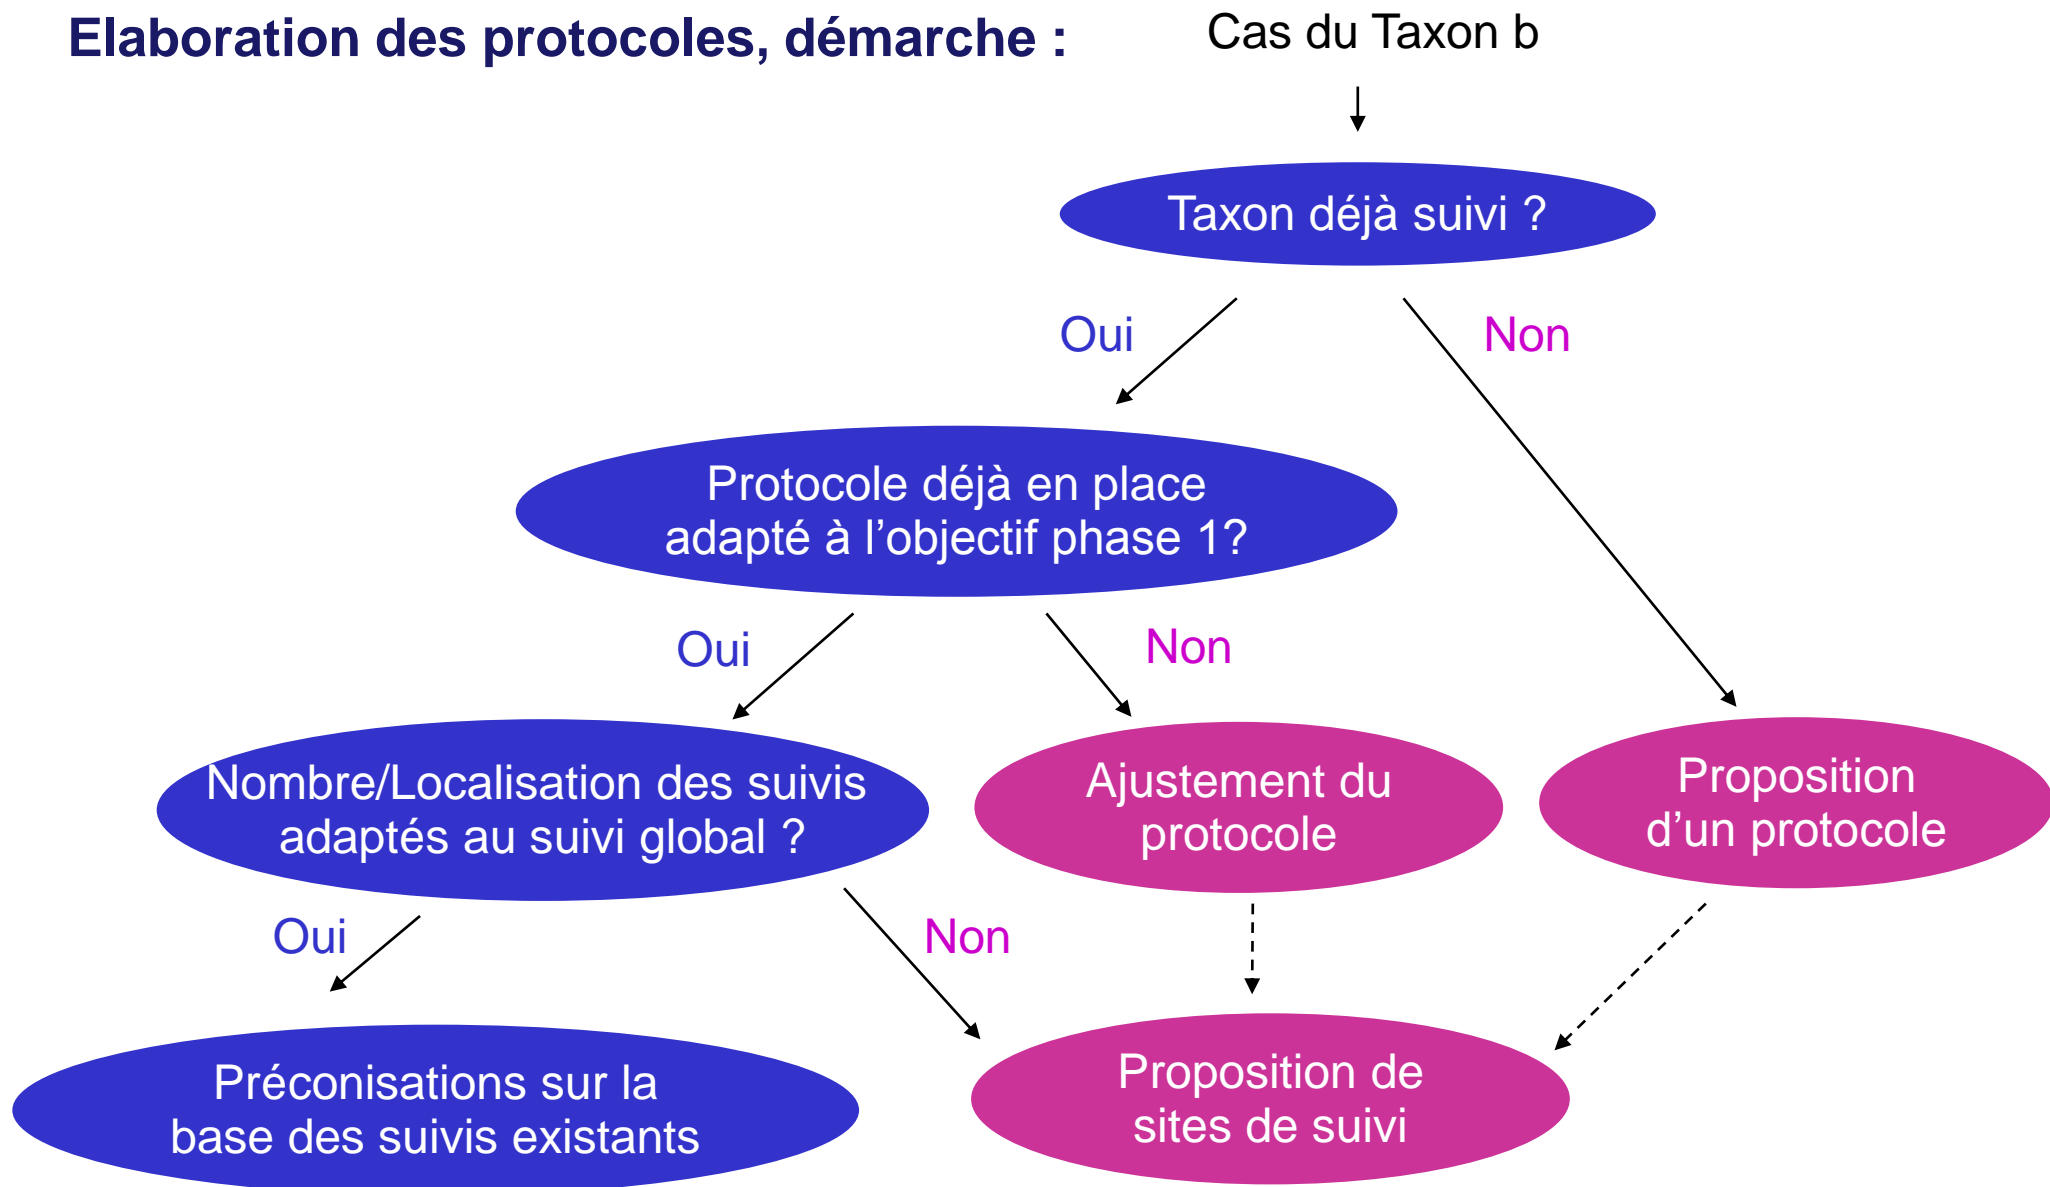 Elaboration des protocoles, démarche :
Cas du Taxon b
Taxon déjà suivi ?
Oui
Non
Protocole déjà en place
adapté à l’objectif phase 1?
Oui
Non
Nombre/Localisation des suivis
adaptés au suivi global ?
Ajustement du
protocole
Proposition
d’un protocole
Oui
Non
Préconisations sur la
base des suivis existants
Proposition de
sites de suivi